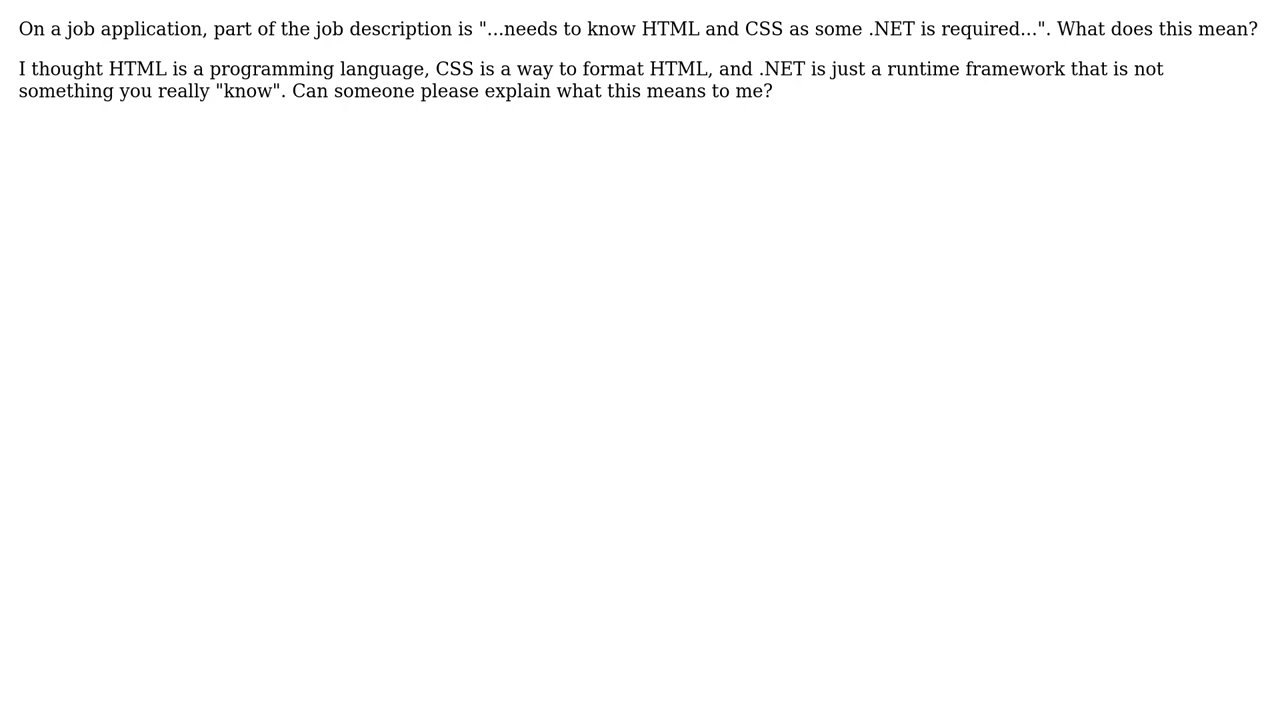 On a job application, part of the job description is "...needs to know HTML and CSS as some .NET is required...". What does this mean?
I thought HTML is a programming language, CSS is a way to format HTML, and .NET is just a runtime framework that is not
something you really "know". Can someone please explain what this means to me?